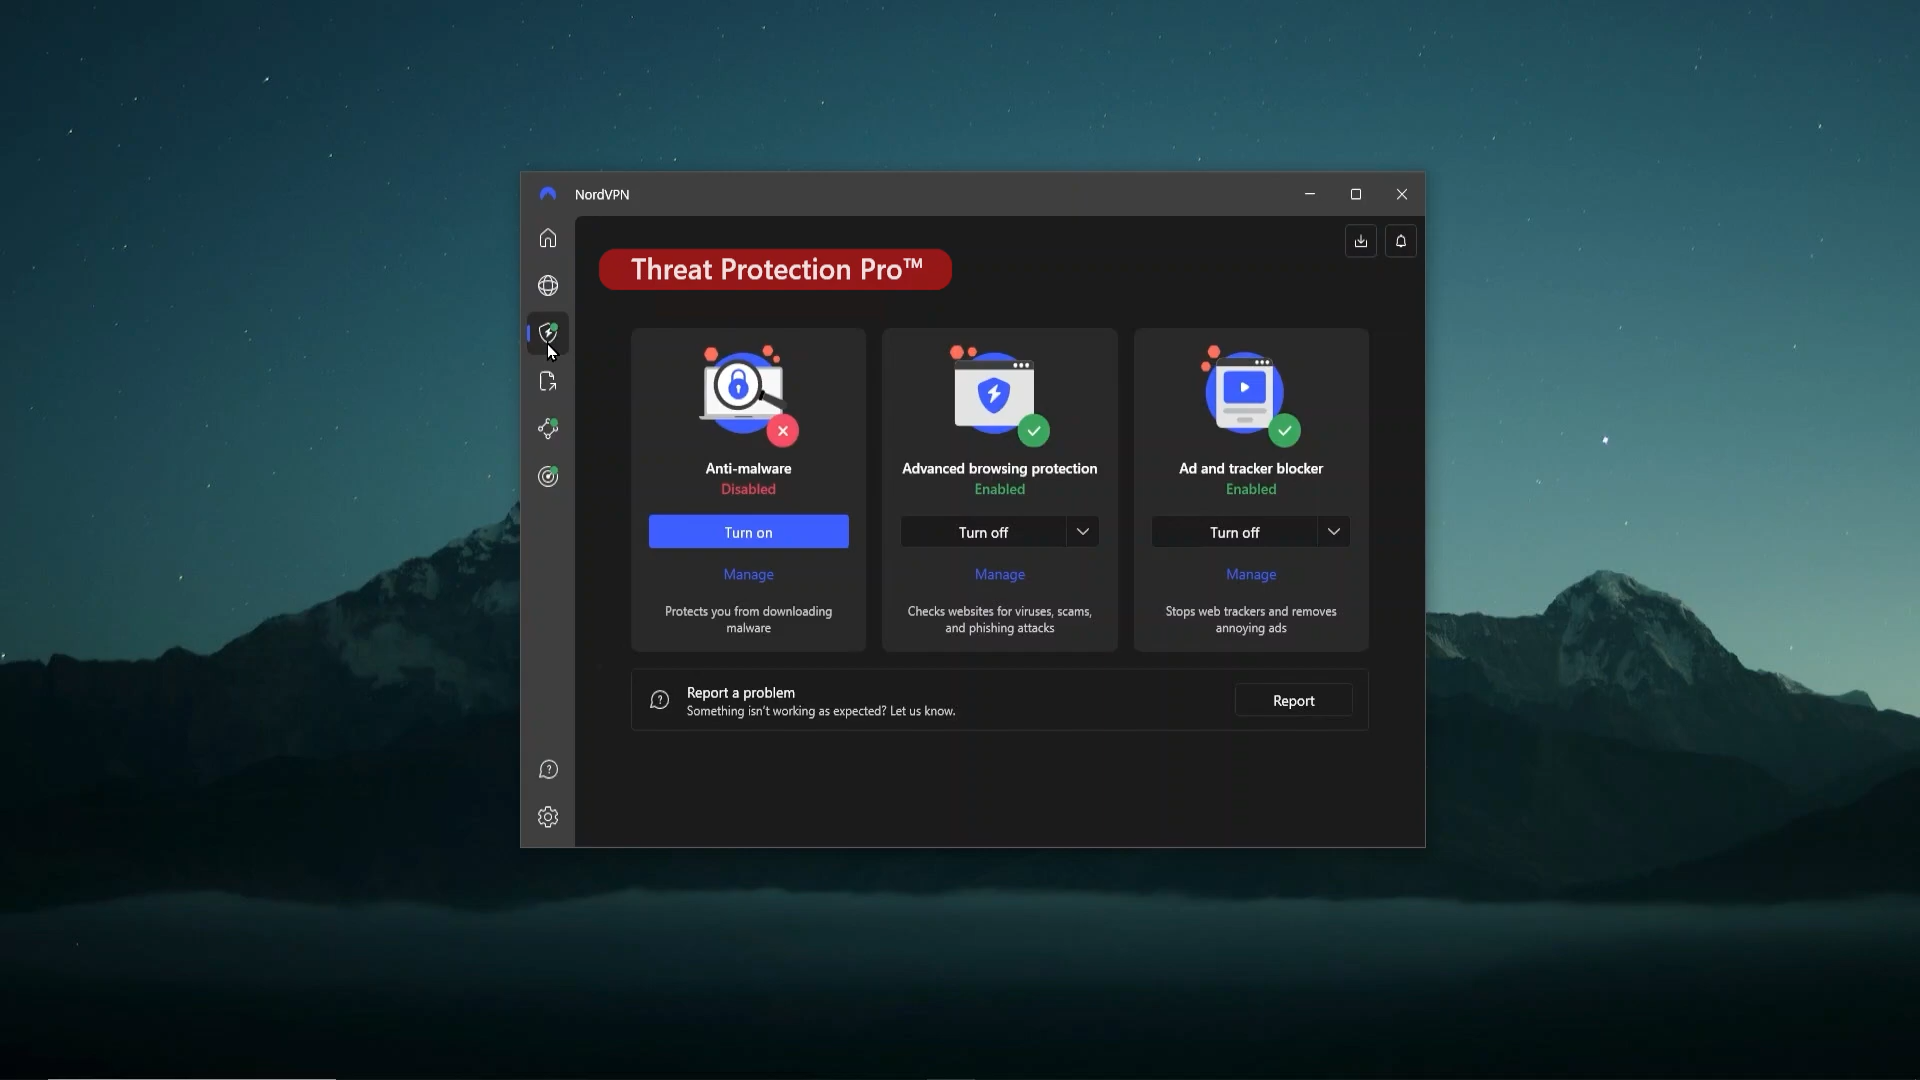 NordVPN
Threat Protection Pro™
Anti-malware
Disabled
Turn on
Manage
Protects you from downloading
malware
Advanced browsing protection
Enabled
Turn off
Manage
Checks websites for viruses, scams,
and phishing attacks
Ad and tracker blocker
Enabled
Turn off
Manage
Stops web trackers and removes
annoying ads
Report a problem
Something isn't working as expected? Let us know.
Report